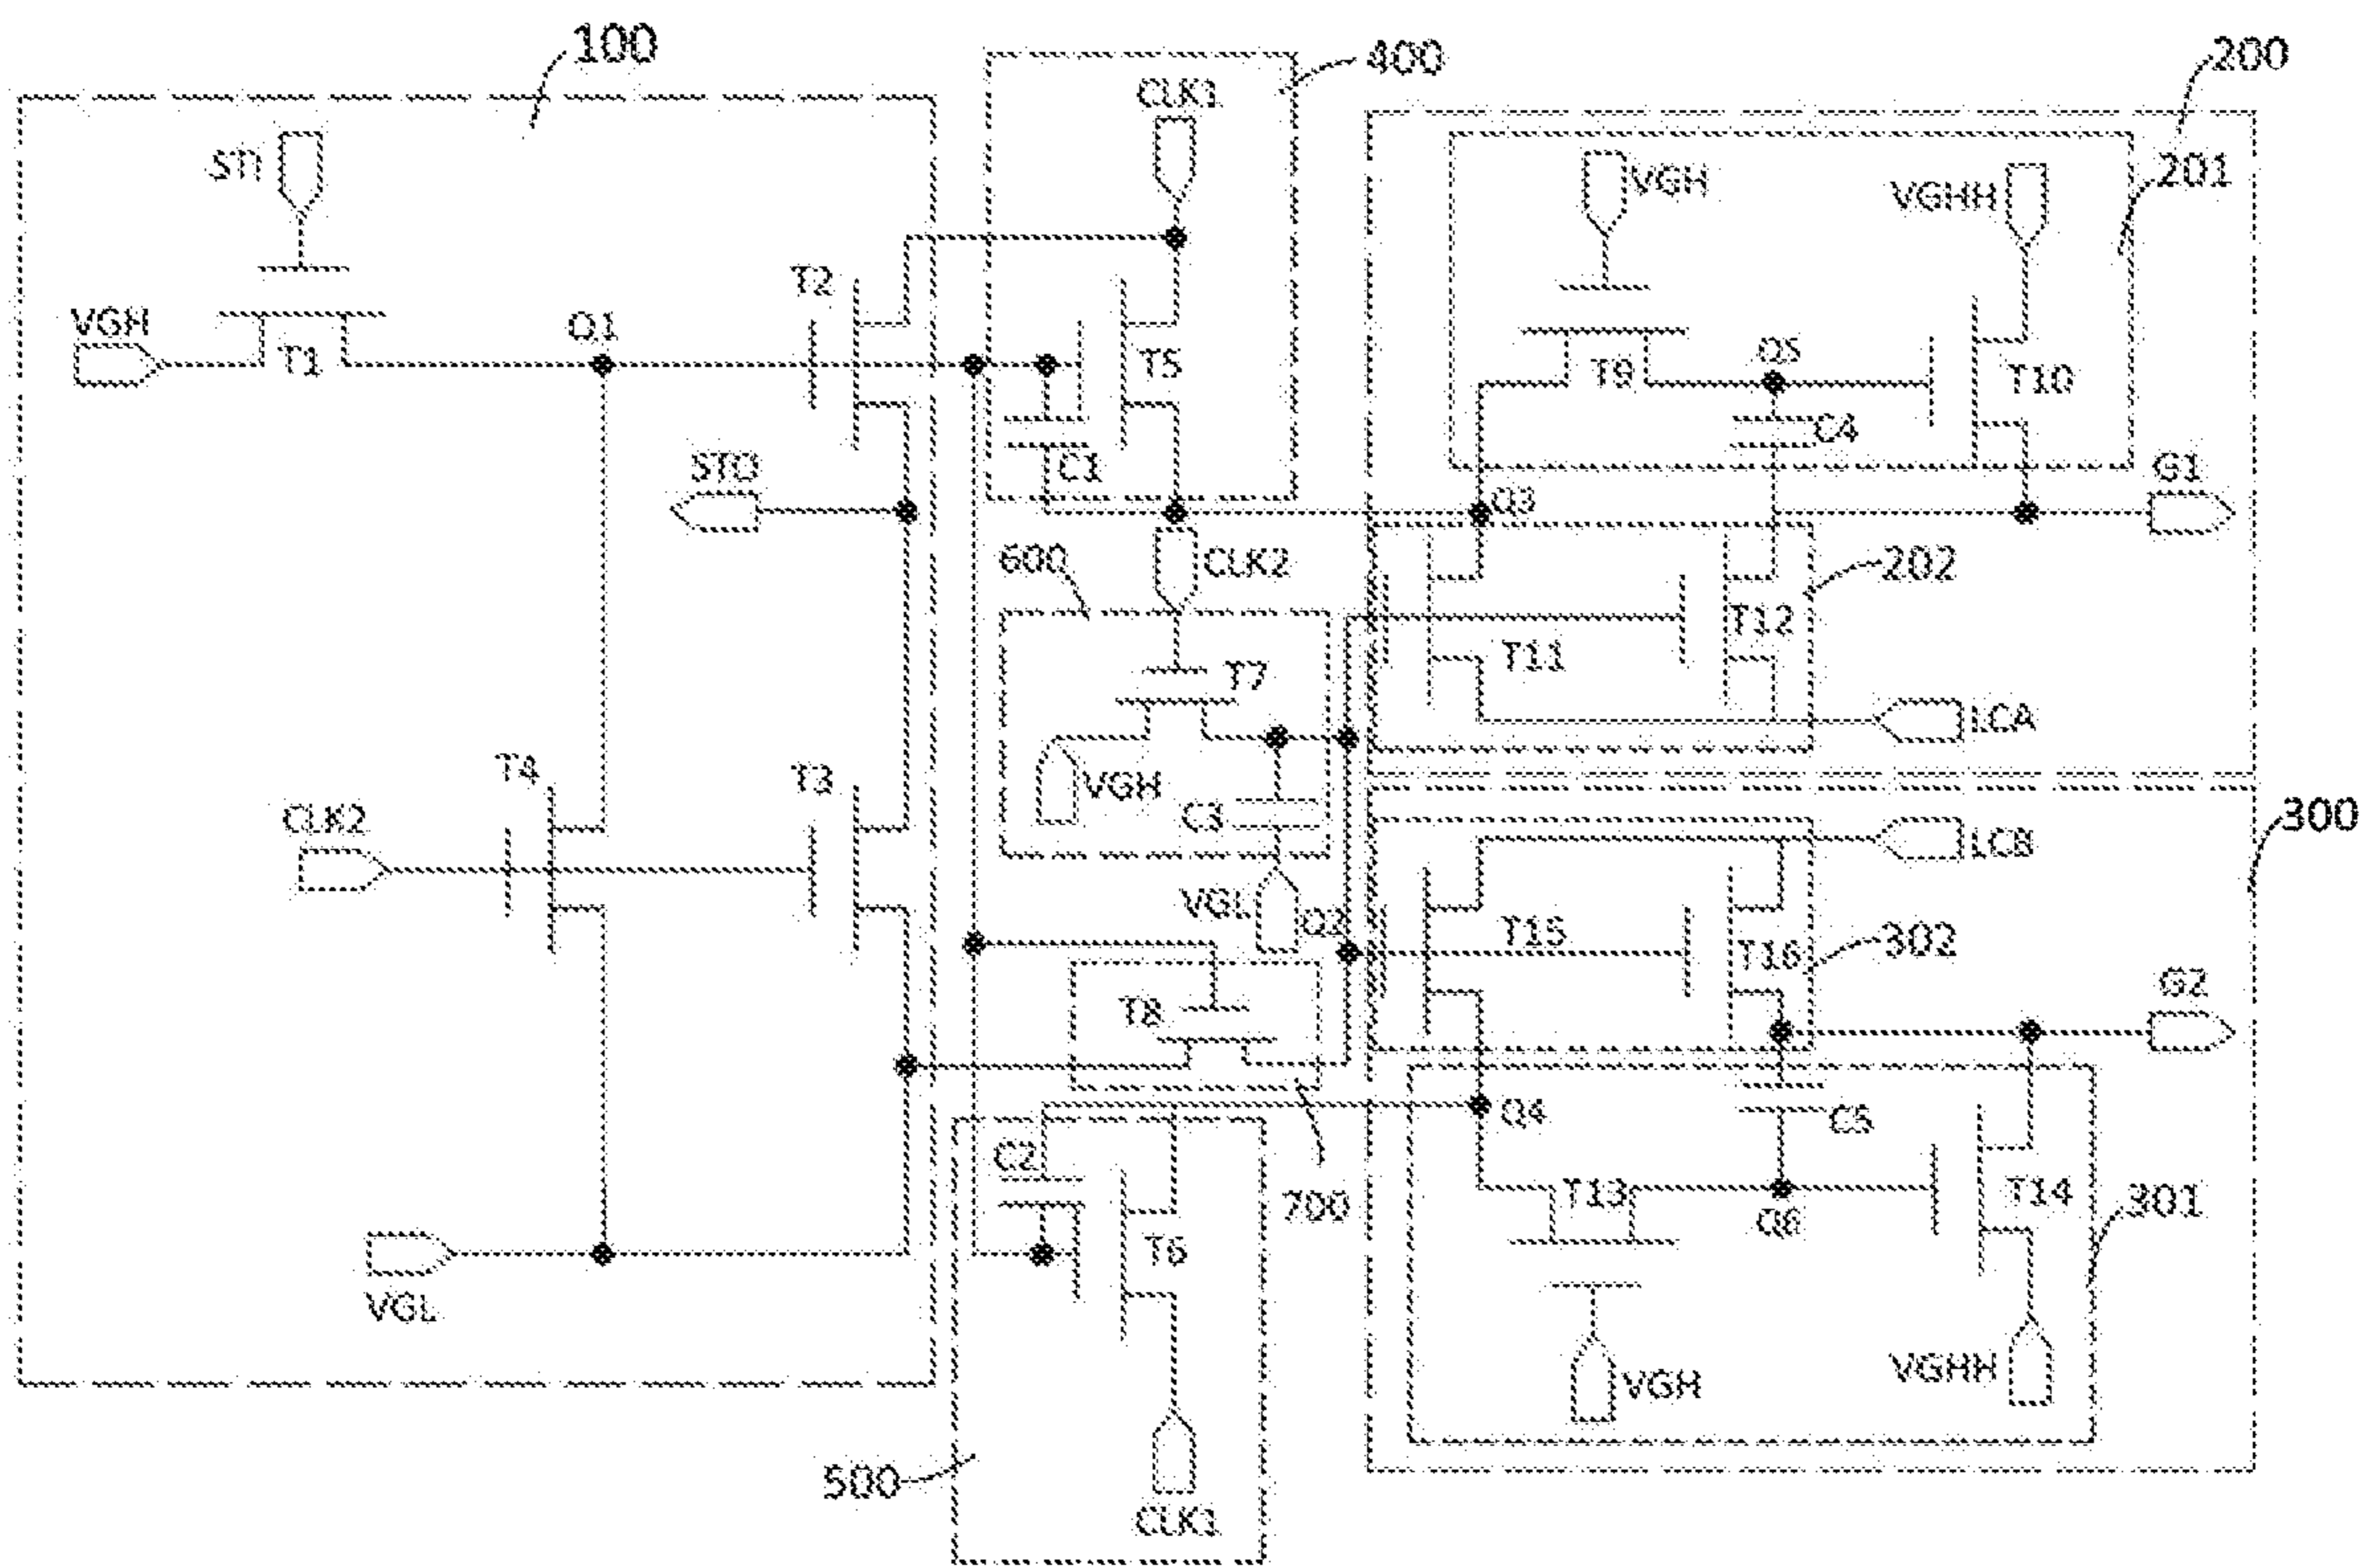 100
400
200
CLK1
STI
VGH
VGHH
201
T2
VGH
Q1
T1
T5
T9
Q5
T10
C4
STO
C1
Q3
G1
600
CLK2
202
T12
T11
T7
LCA
VGH
T4
T3
CLK2
C3
LCB
300
VGL
Q2
T15
T16
302
G2
T8
Q4
C5
C2
700
T13
T14
301
Q6
T6
VGL
VGH
VGHH
500
CLK1